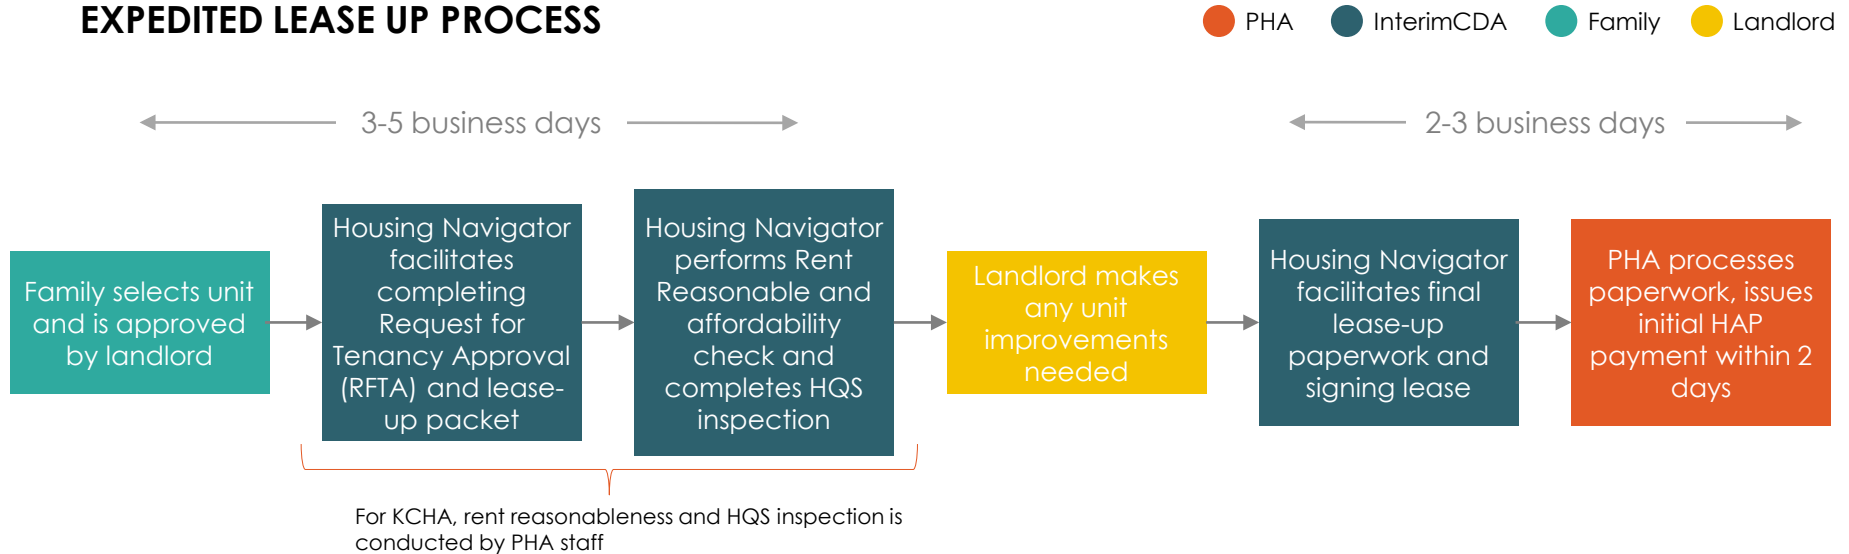 EXPEDITED LEASE UP PROCESS
PHA
InterimCDA
Family
Landlord
3-5 business days
2-3 business days
Family selects unit
and is approved
by landlord
Housing Navigator
facilitates
completing
Request for
Tenancy Approval
(RFTA) and lease-
up packet
Housing Navigator
performs Rent
Reasonable and
affordability
check and
completes HQS
inspection
Landlord makes
any unit
improvements
needed
Housing Navigator
facilitates final
lease-up
paperwork and
signing lease
PHA processes
paperwork, issues
initial HAP
payment within 2
days
For KCHA, rent reasonableness and HQS inspection is
conducted by PHA staff